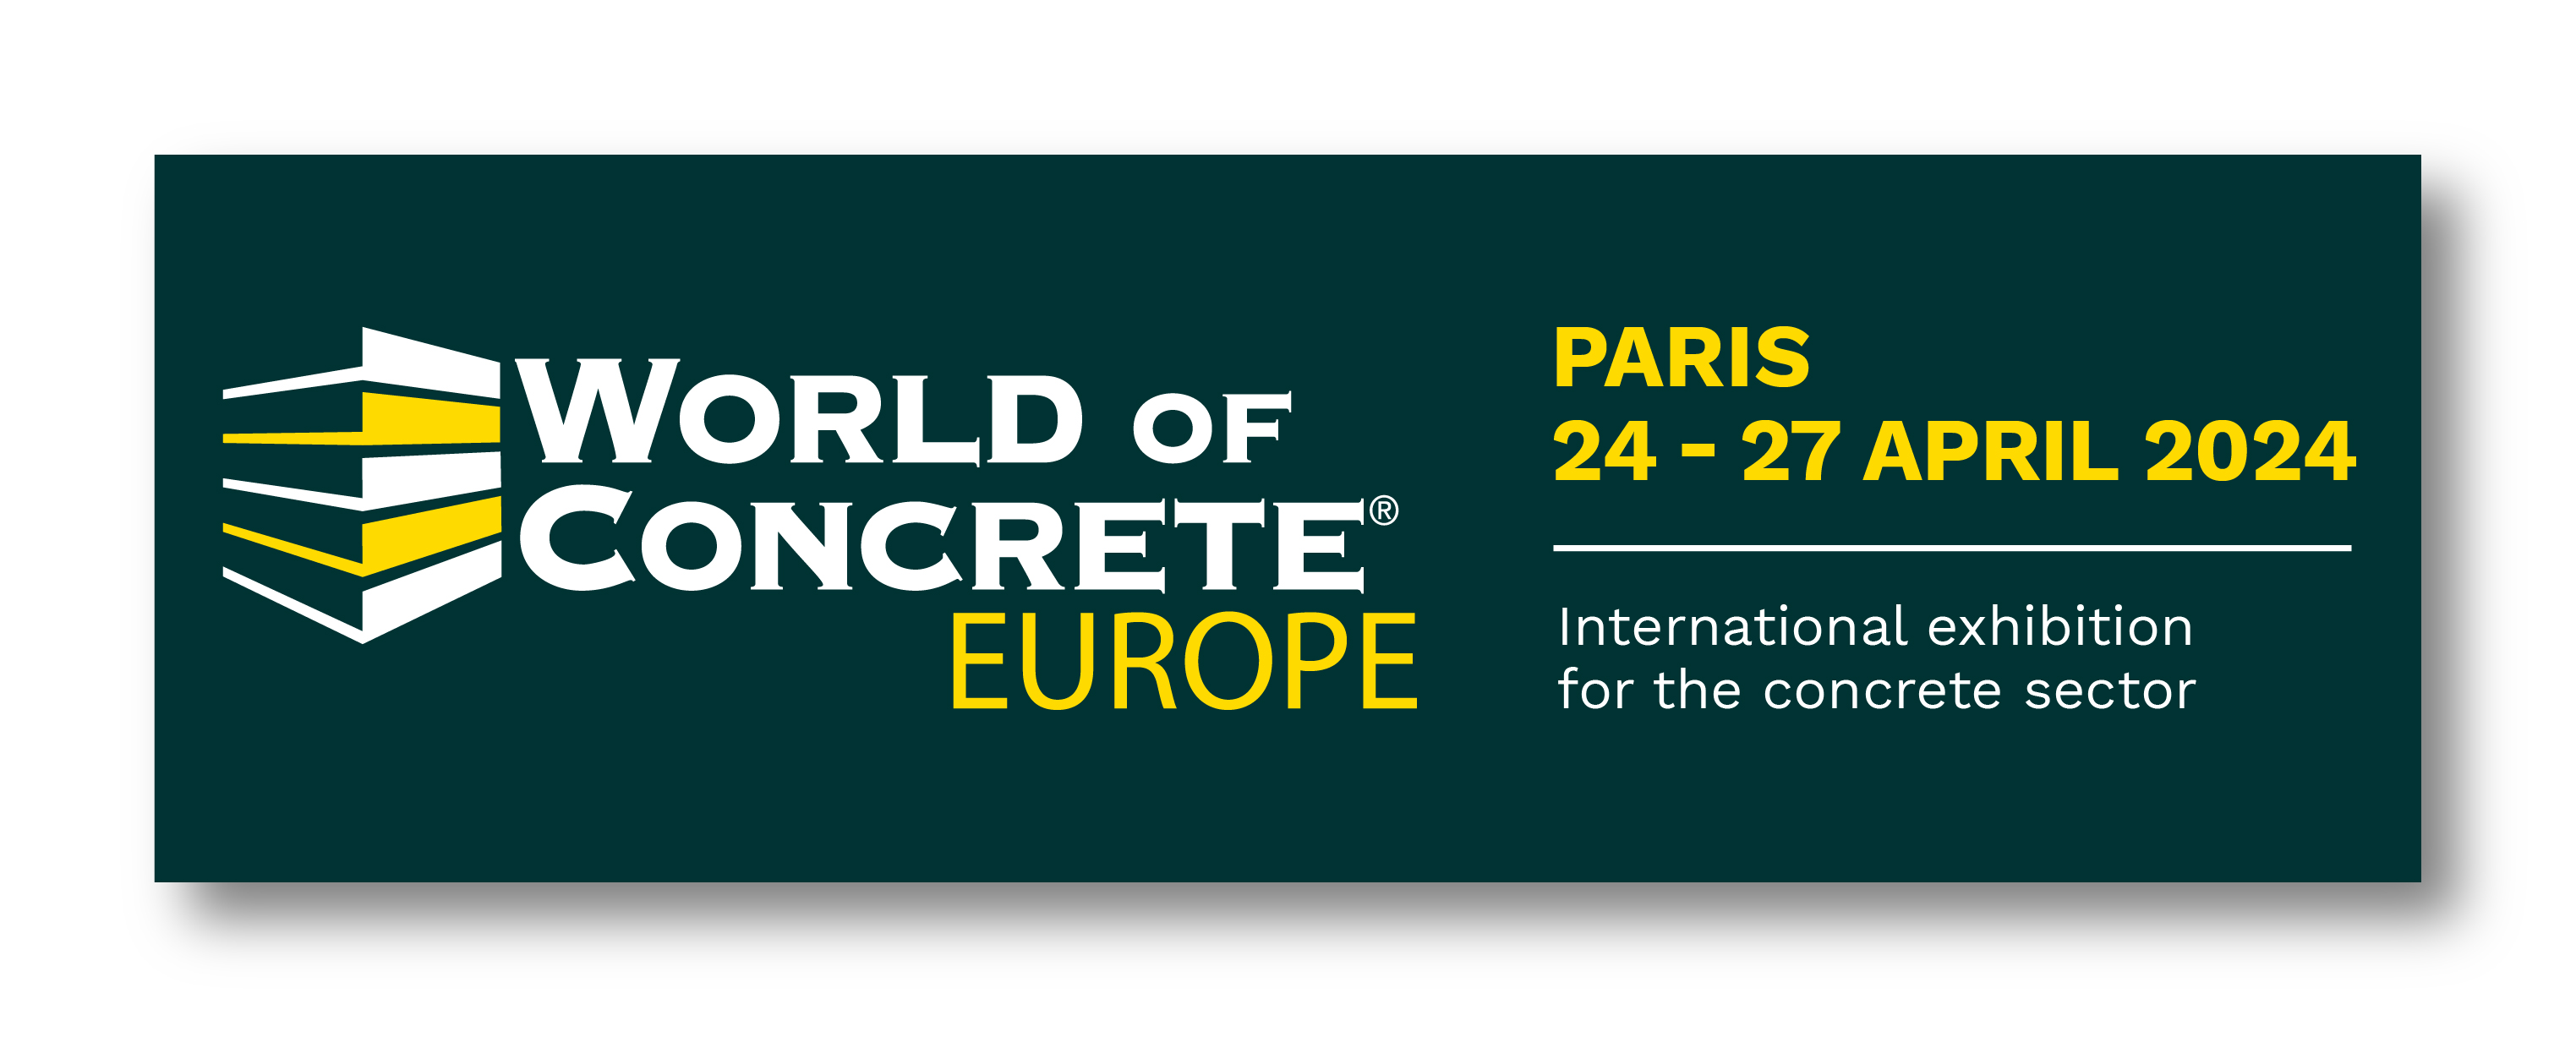 WORLD OF
CONCRETE®
EUROPE
PARIS
24 - 27 APRIL 2024
International exhibition
for the concrete sector